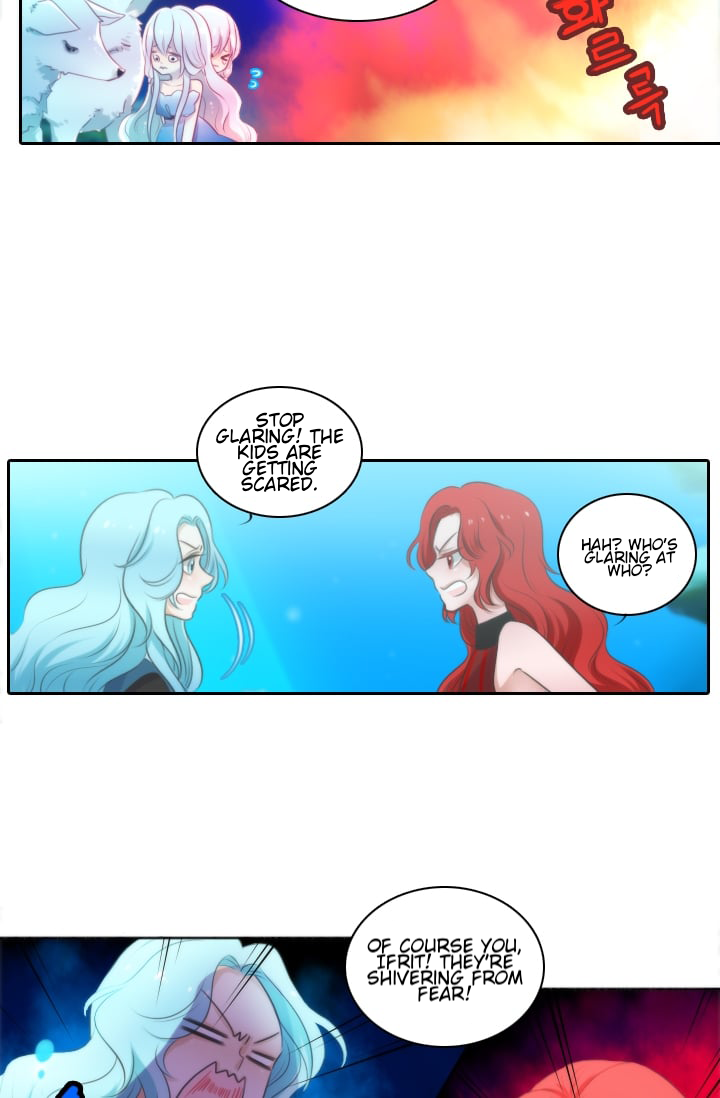 화르륵
STOP
GLARING! THE
KIDS ARE
GETTING
SCARED.
HAH? WHO'S
GLARING AT
WHO?
OF COURSE YOU,
IFRIT! THEY'RE
SHIVERING FROM
FEAR!